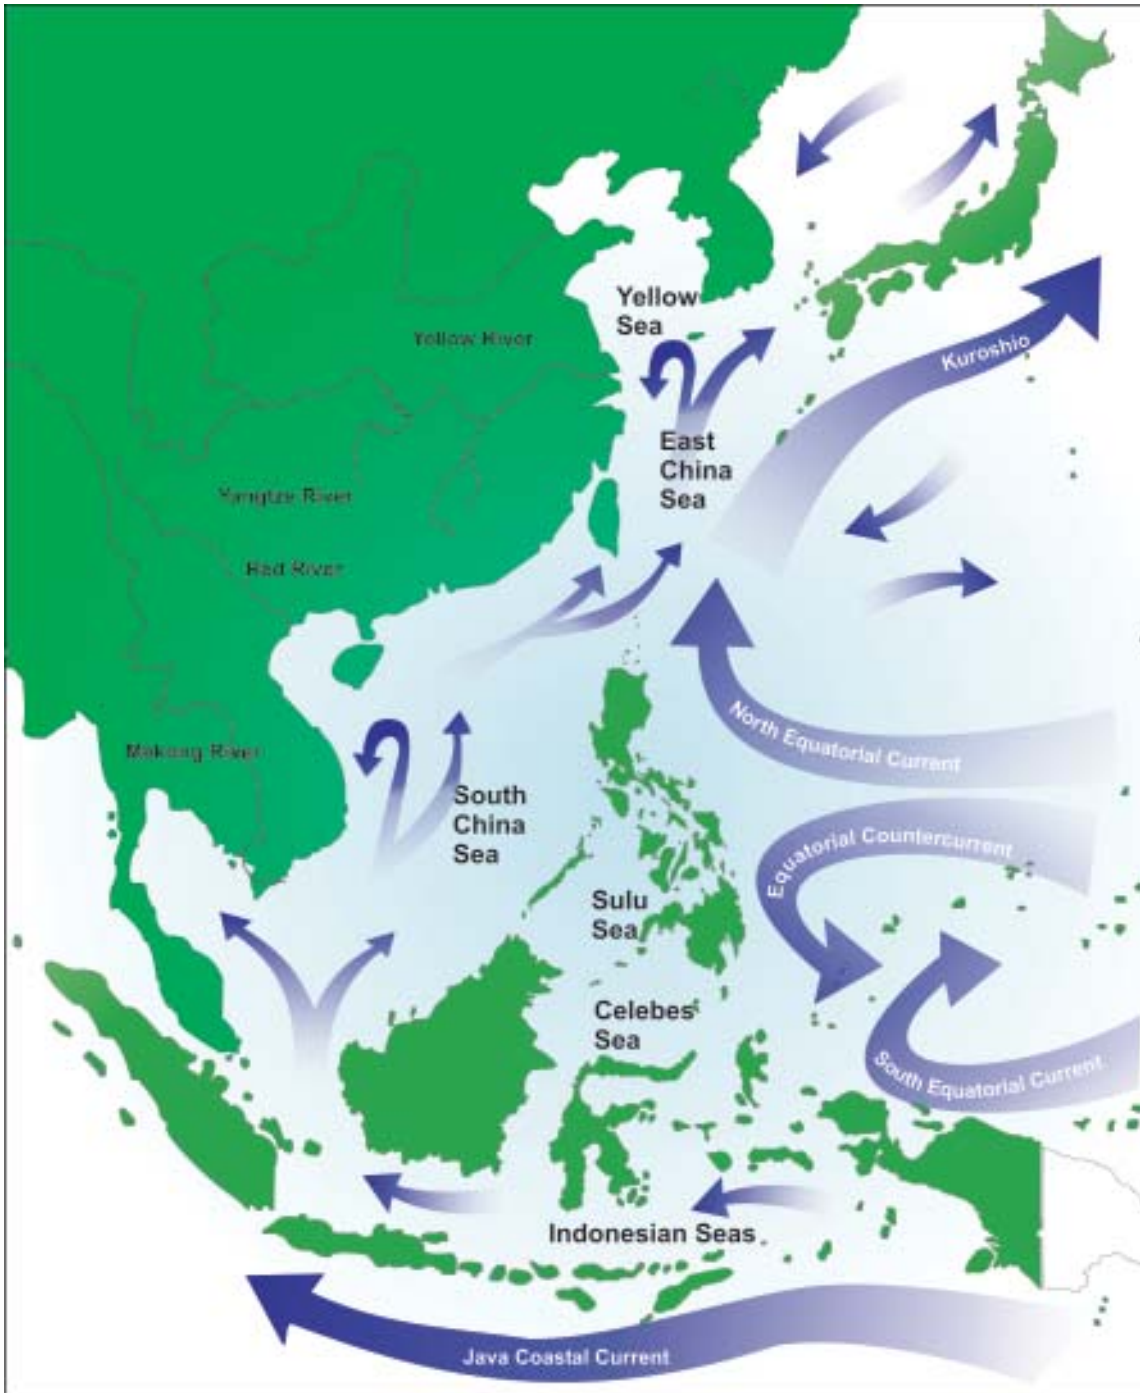 Yellow
Sea
Yellow River
Kuroshio
East
China
Sea
Yangtze River
Red River
North Equatorial Current
Mekong River
South
China
Sea
Equatorial Countercurrent
Sulu
Sea
Celebes
Sea
South Equatorial Current
Indonesian Seas
Java Coastal Current